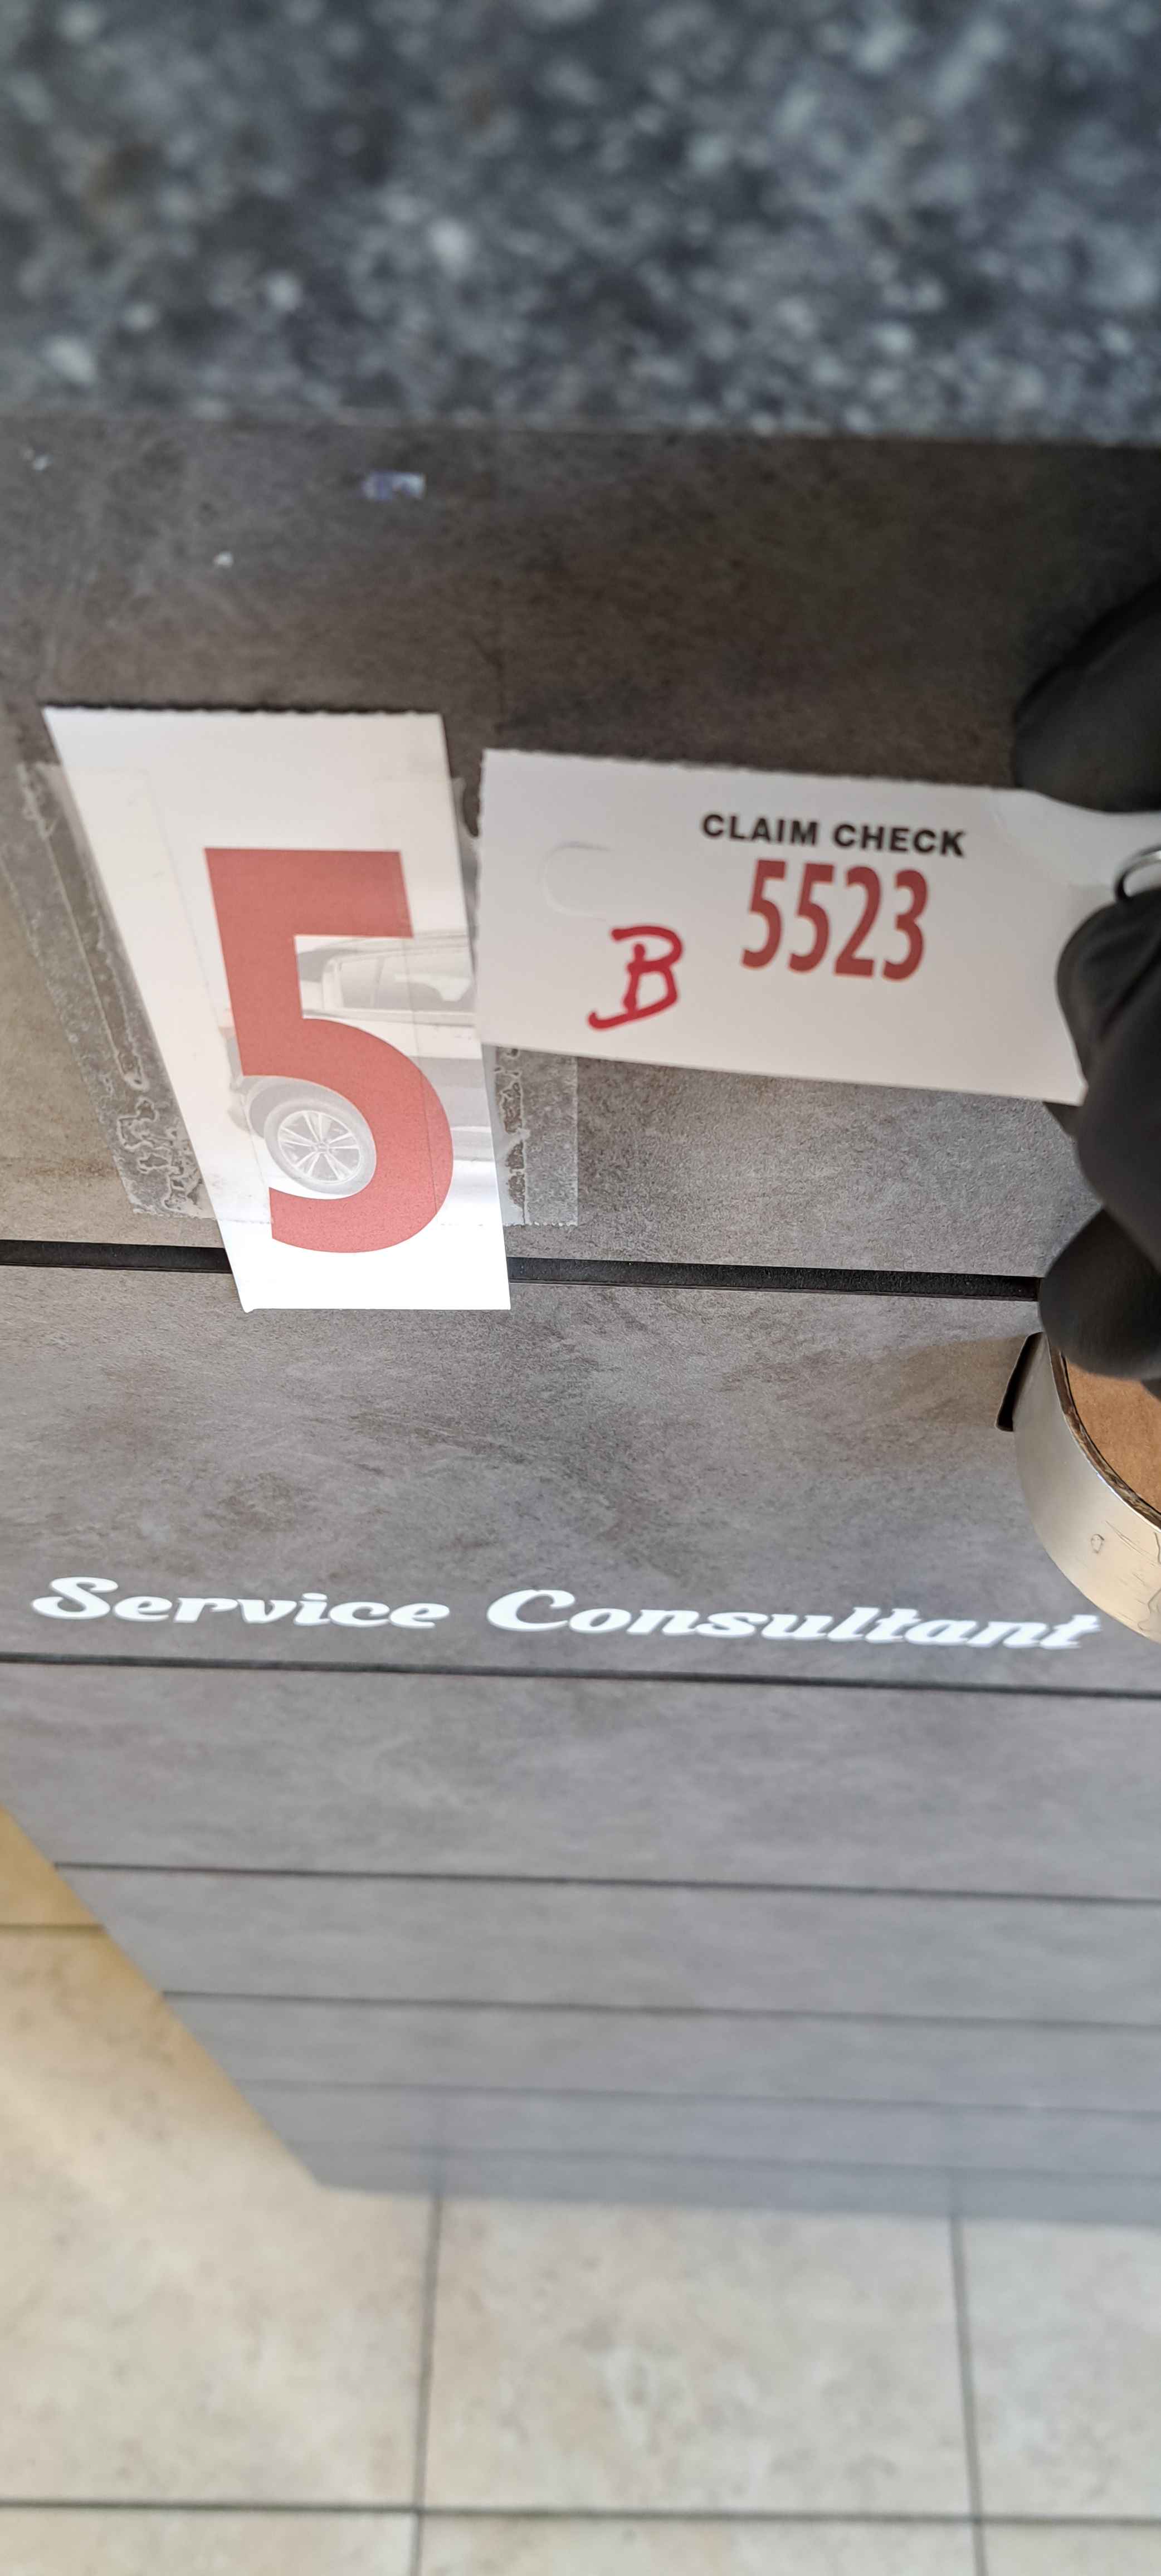 5
CLAIM CHECK
5523
B
Service Consultant